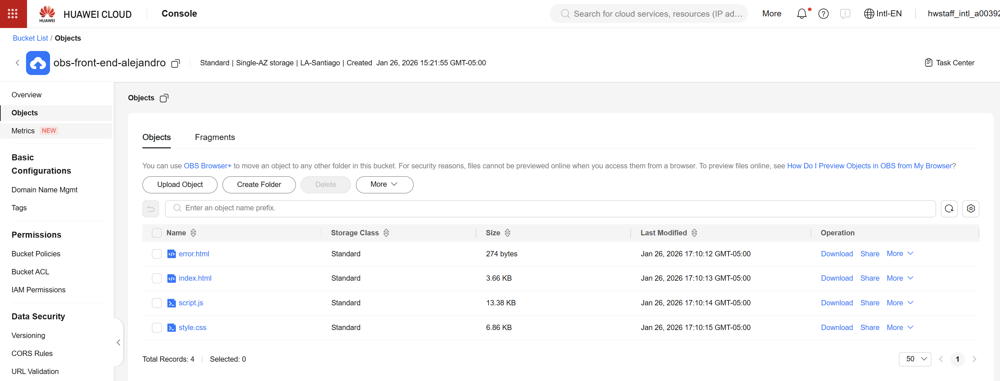 HUAWEI
HUAWEI CLOUD
Console
Search for cloud services, resources (IP ad...
More
Intl-EN
hwstaff_intl_a00392
Bucket List / Objects
obs-front-end-alejandro
Standard | Single-AZ storage | LA-Santiago | Created Jan 26, 2026 15:21:55 GMT-05:00
Task Center
Overview
Objects
Metrics NEW
Basic
Configurations
Domain Name Mgmt
Tags
Permissions
Bucket Policies
Bucket ACL
IAM Permissions
Data Security
Versioning
CORS Rules
URL Validation
Objects
Objects Fragments
You can use OBS Browser+ to move an object to any other folder in this bucket. For security reasons, files cannot be previewed online when you access them from a browser. To preview files online, see How Do I Preview Objects in OBS from My Browser?
Upload Object Create Folder Delete More
Enter an object name prefix.
Name Storage Class Size Last Modified Operation
error.html Standard 274 bytes Jan 26, 2026 17:10:12 GMT-05:00 Download Share More
index.html Standard 3.66 KB Jan 26, 2026 17:10:13 GMT-05:00 Download Share More
script.js Standard 13.38 KB Jan 26, 2026 17:10:14 GMT-05:00 Download Share More
style.css Standard 6.86 KB Jan 26, 2026 17:10:15 GMT-05:00 Download Share More
Total Records: 4 Selected: 0
50 1